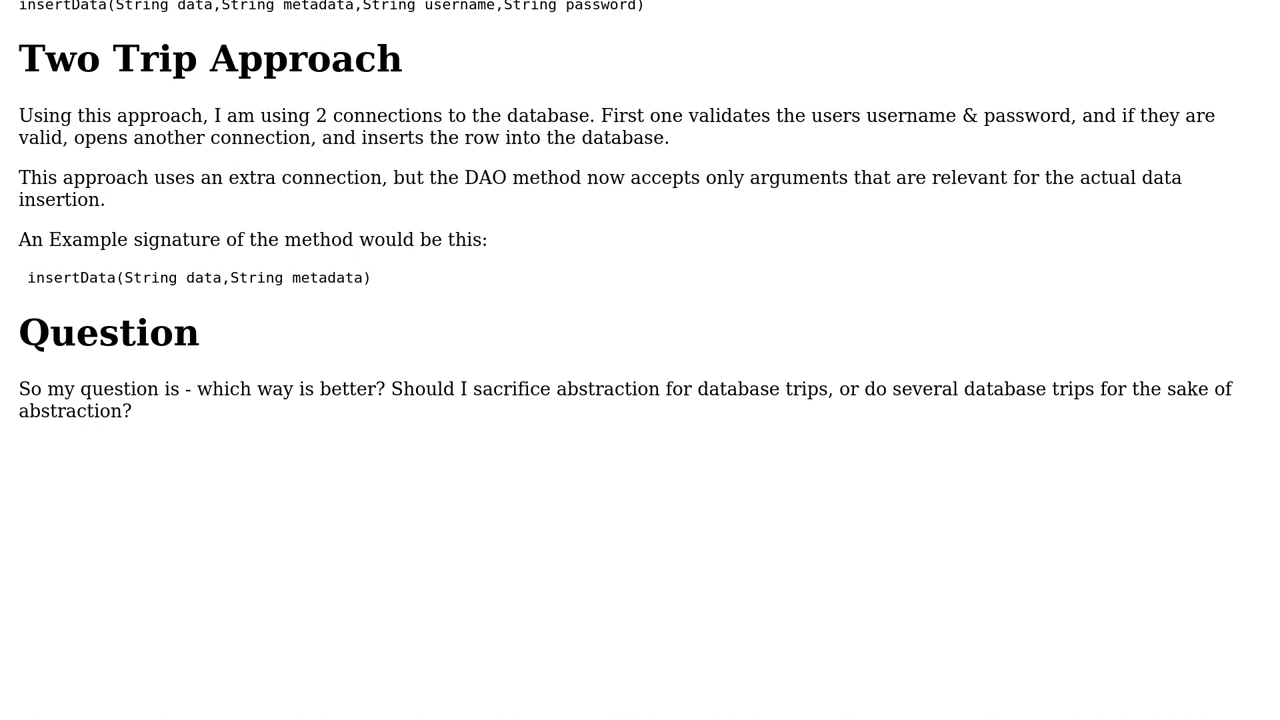 insertData(String data,String metadata,String username,String password)
Two Trip Approach
Using this approach, I am using 2 connections to the database. First one validates the users username & password, and if they are
valid, opens another connection, and inserts the row into the database.
This approach uses an extra connection, but the DAO method now accepts only arguments that are relevant for the actual data
insertion.
An Example signature of the method would be this:
insertData(String data,String metadata)
Question
So my question is - which way is better? Should I sacrifice abstraction for database trips, or do several database trips for the sake of
abstraction?